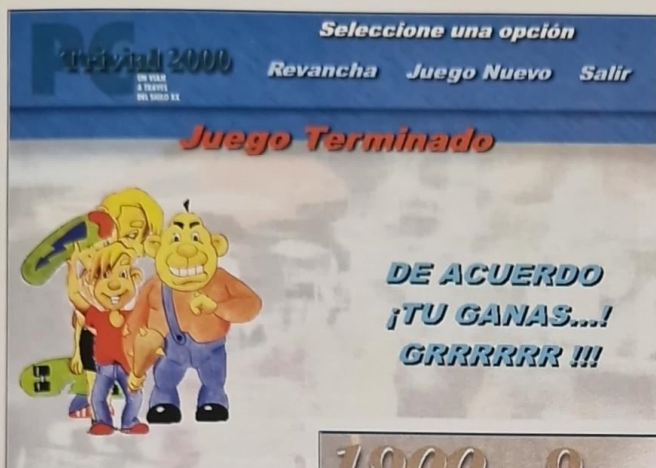 Seleccione una opción
PC
Trivial 2000
UN VIAJE
A TRAVES
DEL SIGLO XX
Revancha Juego Nuevo Salir
Juego Terminado
DE ACUERDO
¡TU GANAS...!
GRRRRRR !!!